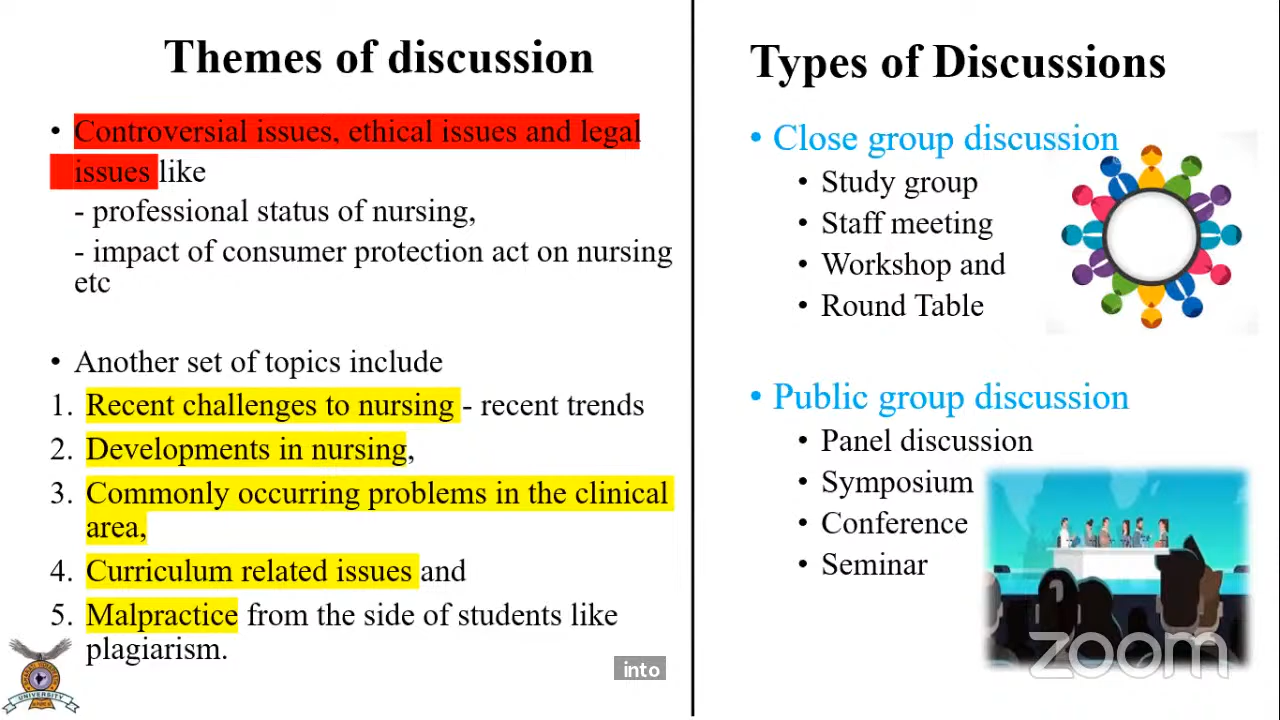 Themes of discussion
• Controversial issues, ethical issues and legal
issues like
- professional status of nursing,
- impact of consumer protection act on nursing
etc
• Another set of topics include
1. Recent challenges to nursing - recent trends
2. Developments in nursing,
3. Commonly occurring problems in the clinical
area,
4. Curriculum related issues and
5. Malpractice from the side of students like
plagiarism.
UNIVERSITY
into
Types of Discussions
• Close group discussion
• Study group
• Staff meeting
• Workshop and
• Round Table
• Public group discussion
• Panel discussion
• Symposium
• Conference
• Seminar
zoom